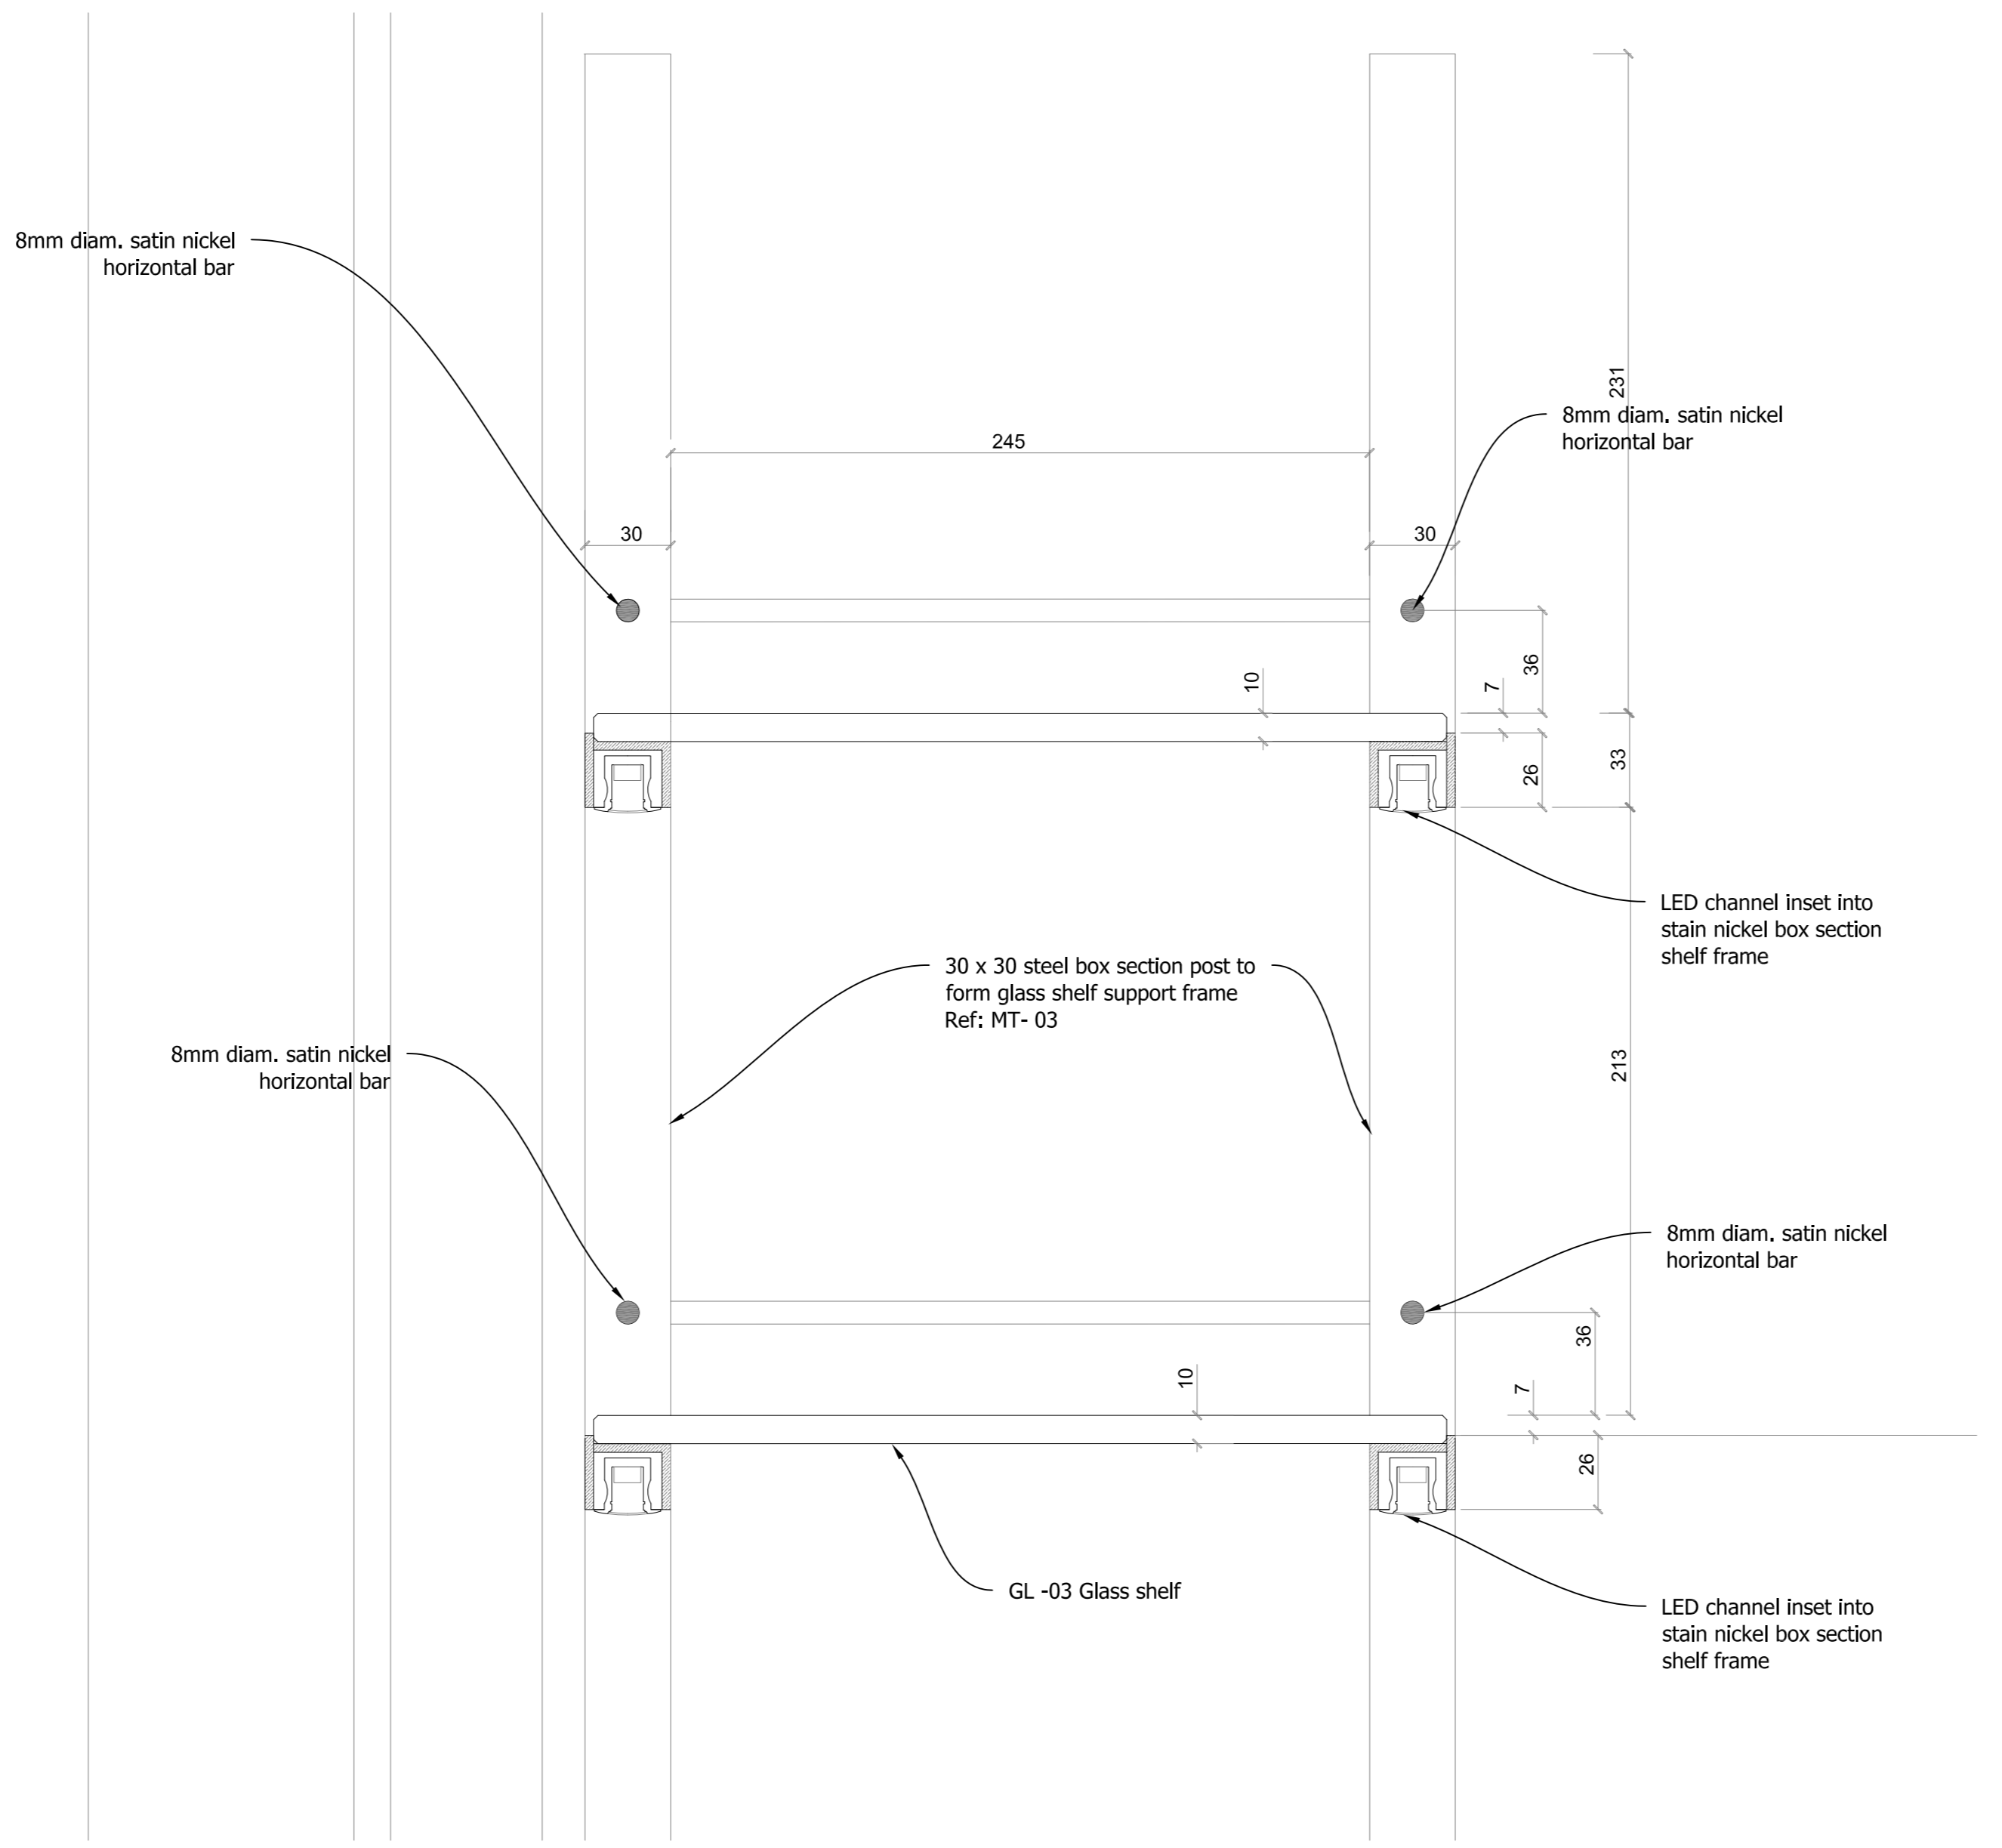 8mm diam. satin nickel
horizontal bar
231
8mm diam. satin nickel
horizontal bar
245
30
30
36
10
7
33
26
LED channel inset into
stain nickel box section
shelf frame
30 x 30 steel box section post to
form glass shelf support frame
Ref: MT- 03
8mm diam. satin nickel
horizontal bar
213
8mm diam. satin nickel
horizontal bar
36
10
7
26
GL -03 Glass shelf
LED channel inset into
stain nickel box section
shelf frame